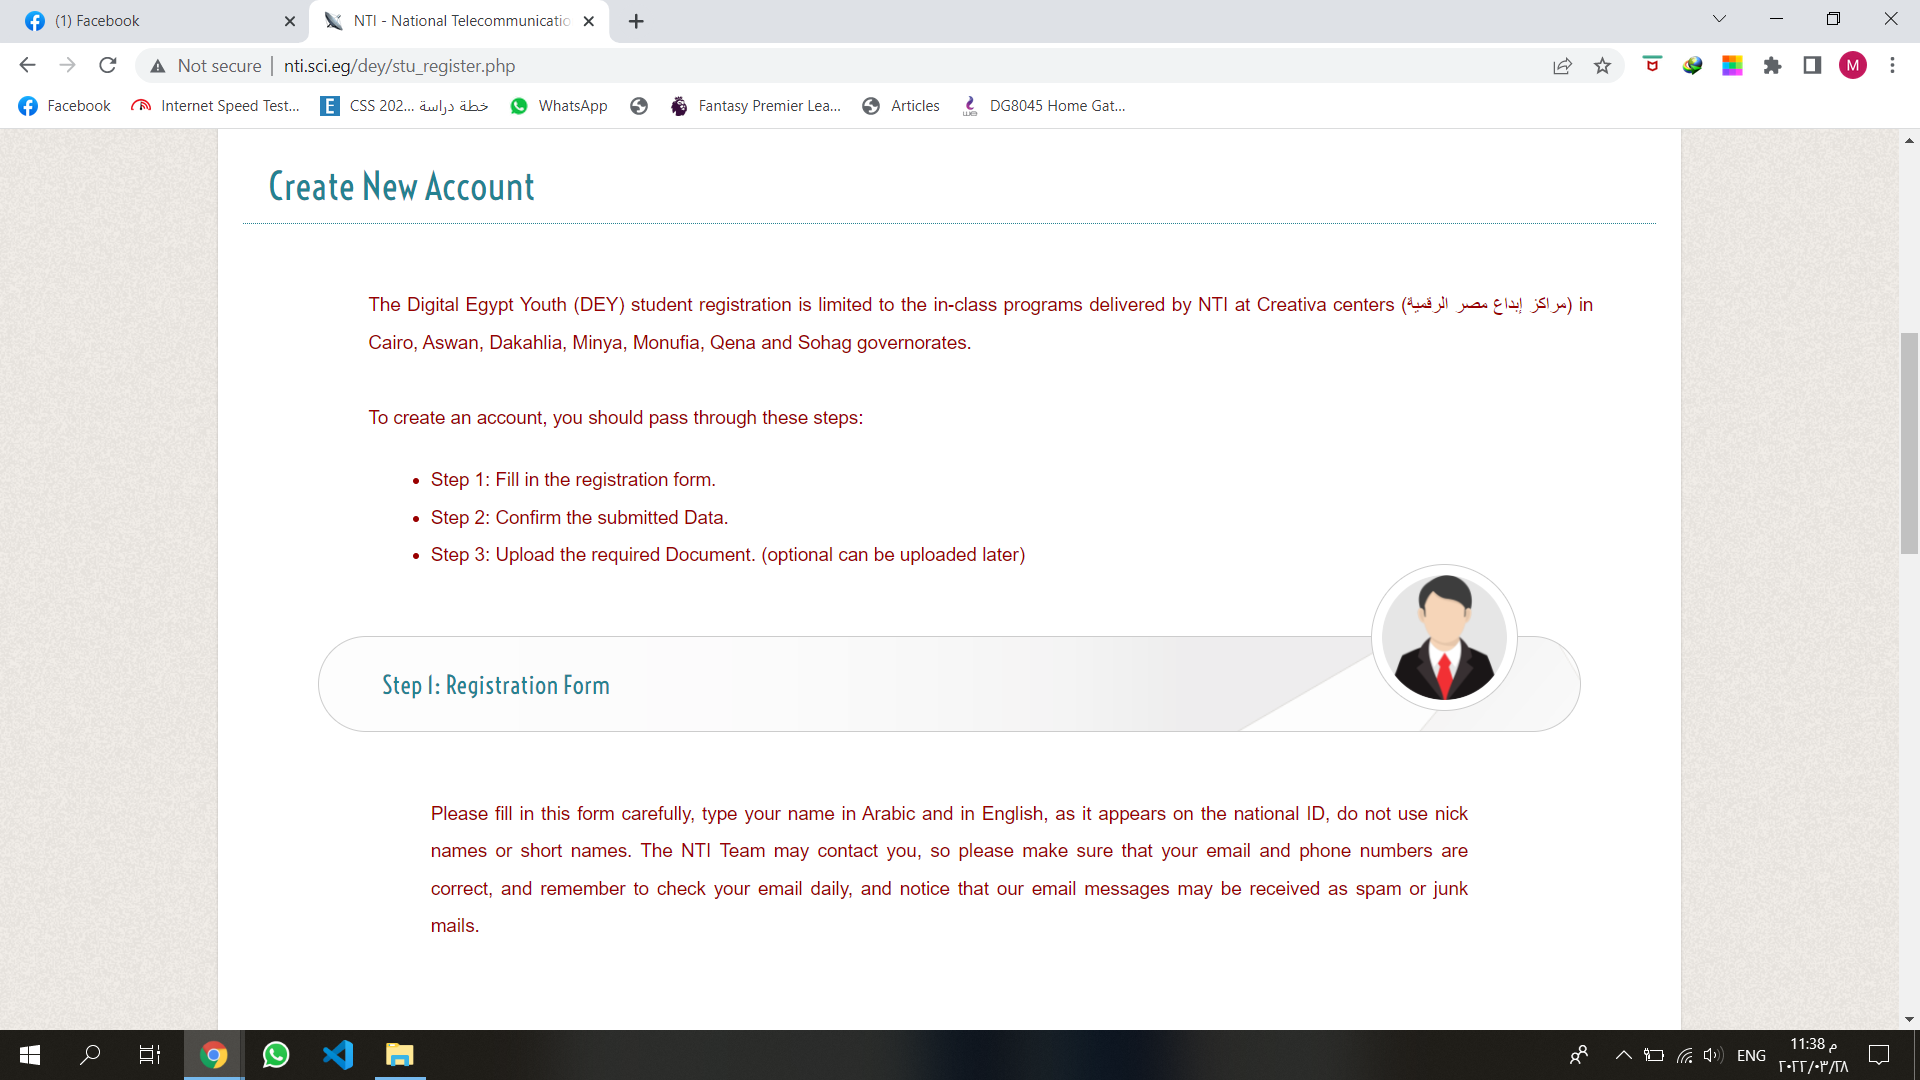 (1) Facebook
NTI - National Telecommunicatio
Not secure
nti.sci.eg/dey/stu_register.php
M
Facebook
Internet Speed Test...
CSS 202... خطة دراسة
WhatsApp
Fantasy Premier Lea...
Articles
DG8045 Home Gat...
Create New Account
The Digital Egypt Youth (DEY) student registration is limited to the in-class programs delivered by NTI at Creativa centers (مراكز إبداع مصر الرقمية) in
Cairo, Aswan, Dakahlia, Minya, Monufia, Qena and Sohag governorates.
To create an account, you should pass through these steps:
• Step 1: Fill in the registration form.
• Step 2: Confirm the submitted Data.
• Step 3: Upload the required Document. (optional can be uploaded later)
Step 1: Registration Form
Please fill in this form carefully, type your name in Arabic and in English, as it appears on the national ID, do not use nick
names or short names. The NTI Team may contact you, so please make sure that your email and phone numbers are
correct, and remember to check your email daily, and notice that our email messages may be received as spam or junk
mails.
ENG
11:38 م
٢٠٢٢/٠٣/٢٨